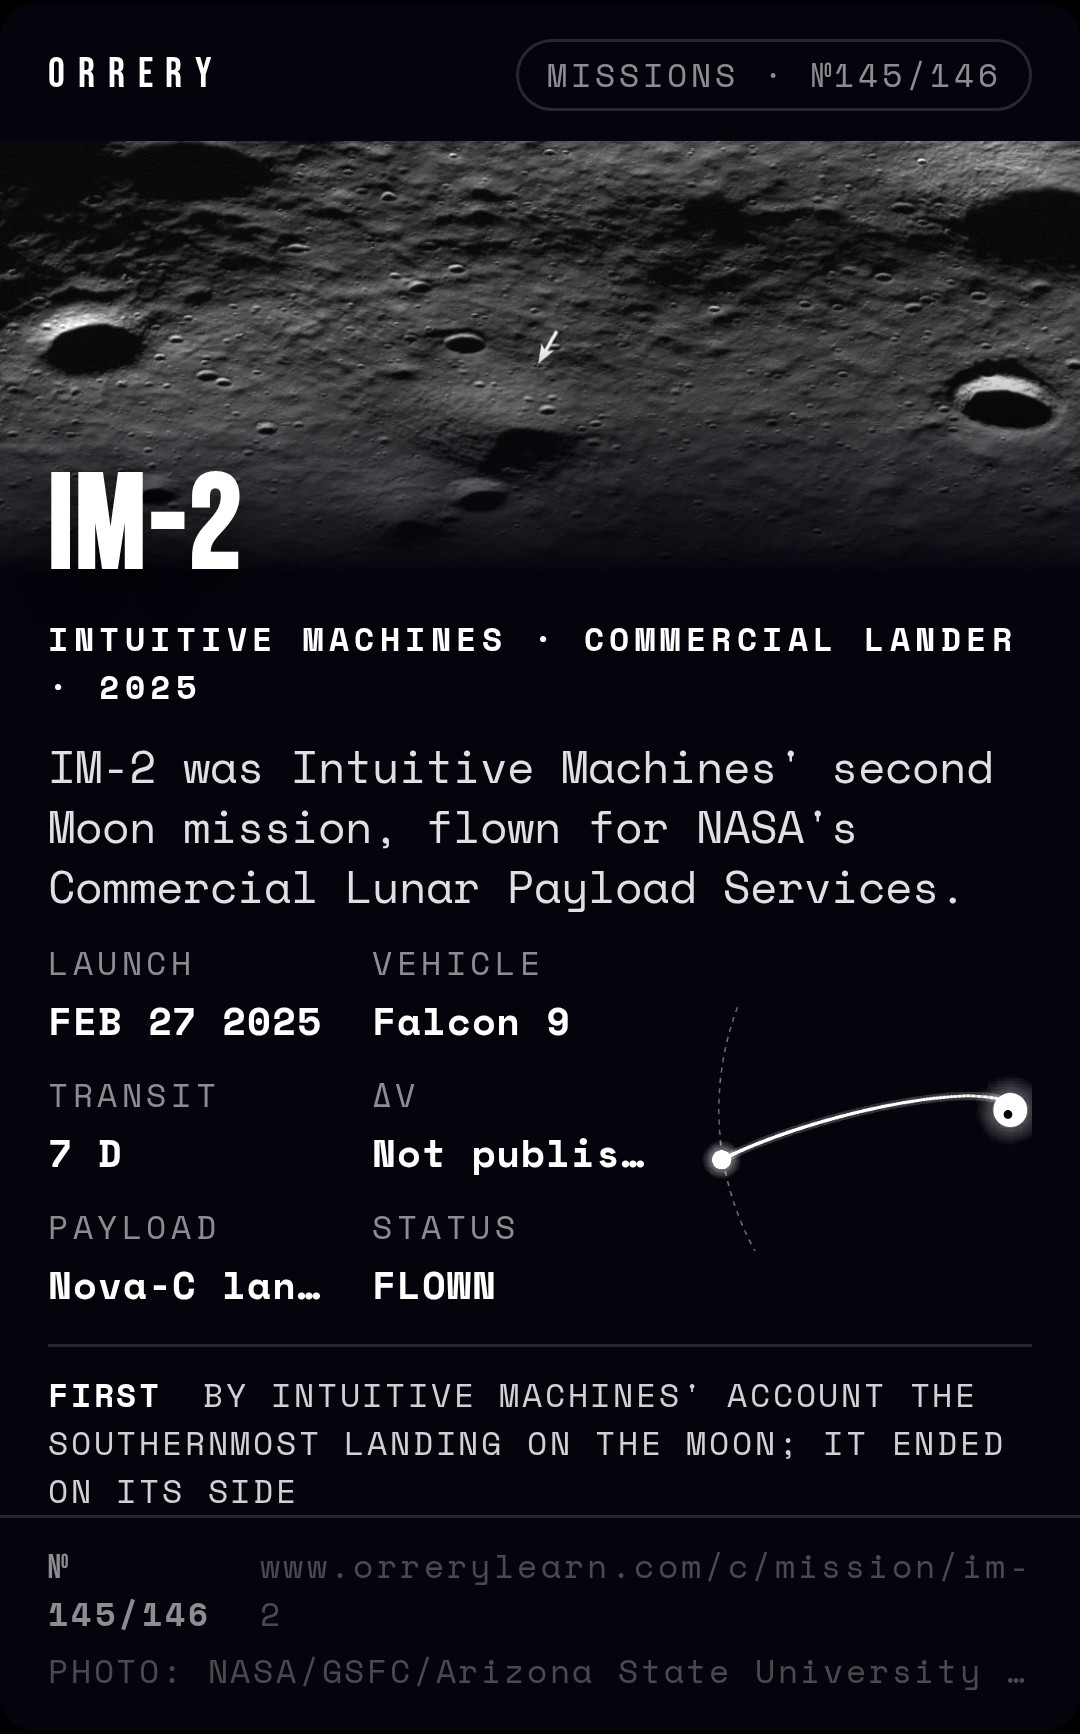 ORRERY
MISSIONS · №145/146
IM-2
INTUITIVE MACHINES · COMMERCIAL LANDER
· 2025
IM-2 was Intuitive Machines' second
Moon mission, flown for NASA's
Commercial Lunar Payload Services.
LAUNCH VEHICLE
FEB 27 2025 Falcon 9
TRANSIT ΔV
7 D Not publis…
PAYLOAD STATUS
Nova-C lan… FLOWN
FIRST BY INTUITIVE MACHINES' ACCOUNT THE
SOUTHERNMOST LANDING ON THE MOON; IT ENDED
ON ITS SIDE
№
145/146
www.orrerylearn.com/c/mission/im-
2
PHOTO: NASA/GSFC/Arizona State University …